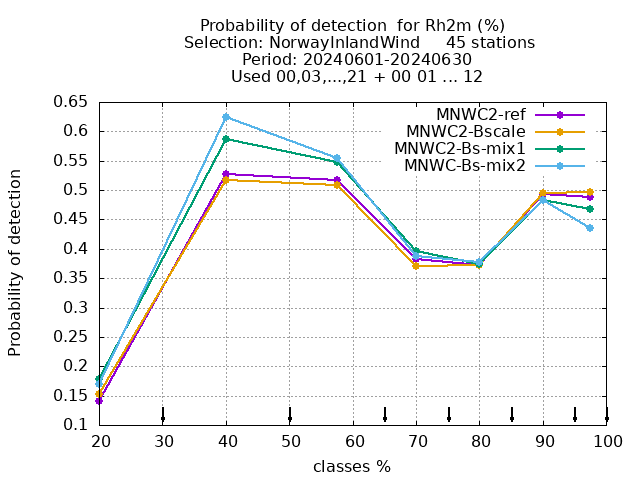 Probability of detection  for Rh2m (%)
Selection: NorwayInlandWind     45 stations
Period: 20240601-20240630
Used 00,03,...,21 + 00 01 ... 12
MNWC2-ref
MNWC2-Bscale
MNWC2-Bs-mix1
MNWC-Bs-mix2
Probability of detection
0.65
0.6
0.55
0.5
0.45
0.4
0.35
0.3
0.25
0.2
0.15
0.1
20 30 40 50 60 70 80 90 100
classes %